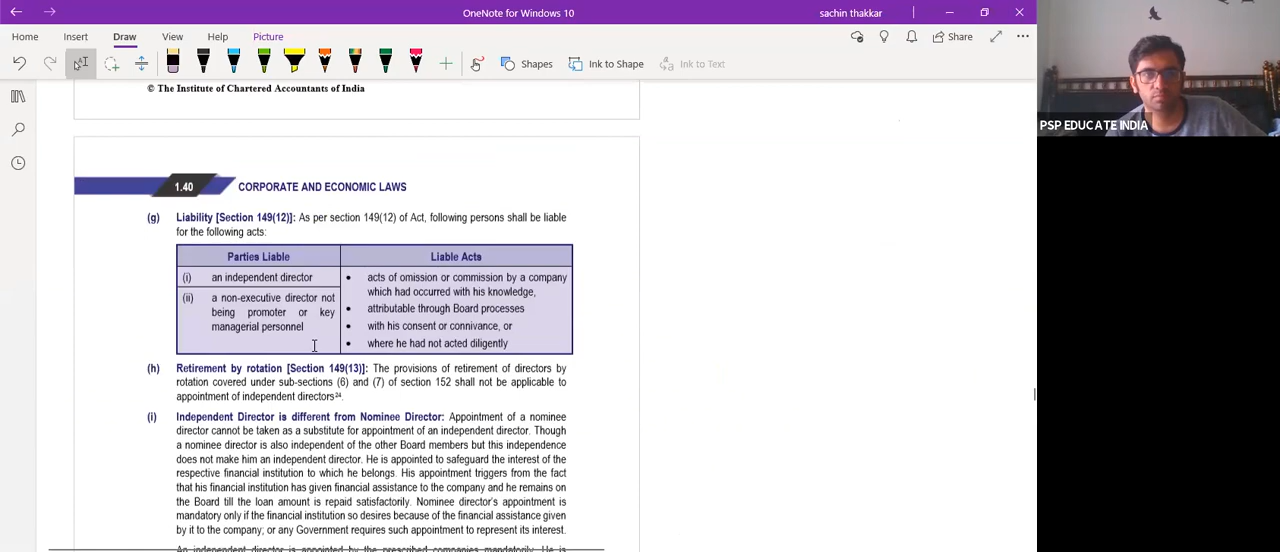 OneNote for Windows 10
sachin thakkar
Home Insert Draw View Help Picture
Share
Shapes Ink to Shape Ink to Text
© The Institute of Chartered Accountants of India
PSP EDUCATE INDIA
1.40 CORPORATE AND ECONOMIC LAWS
(g) Liability [Section 149(12)]: As per section 149(12) of Act, following persons shall be liable
for the following acts:
Parties Liable Liable Acts
(i) an independent director
(ii) a non-executive director not
being promoter or key
managerial personnel
• acts of omission or commission by a company
which had occurred with his knowledge,
• attributable through Board processes
• with his consent or connivance, or
• where he had not acted diligently
(h) Retirement by rotation [Section 149(13)]: The provisions of retirement of directors by
rotation covered under sub-sections (6) and (7) of section 152 shall not be applicable to
appointment of independent directors24.
(i) Independent Director is different from Nominee Director: Appointment of a nominee
director cannot be taken as a substitute for appointment of an independent director. Though
a nominee director is also independent of the other Board members but this independence
does not make him an independent director. He is appointed to safeguard the interest of the
respective financial institution to which he belongs. His appointment triggers from the fact
that his financial institution has given financial assistance to the company and he remains on
the Board till the loan amount is repaid satisfactorily. Nominee director's appointment is
mandatory only if the financial institution so desires because of the financial assistance given
by it to the company; or any Government requires such appointment to represent its interest.
An independent director is appointed by the prescribed companies mandatorily. He is